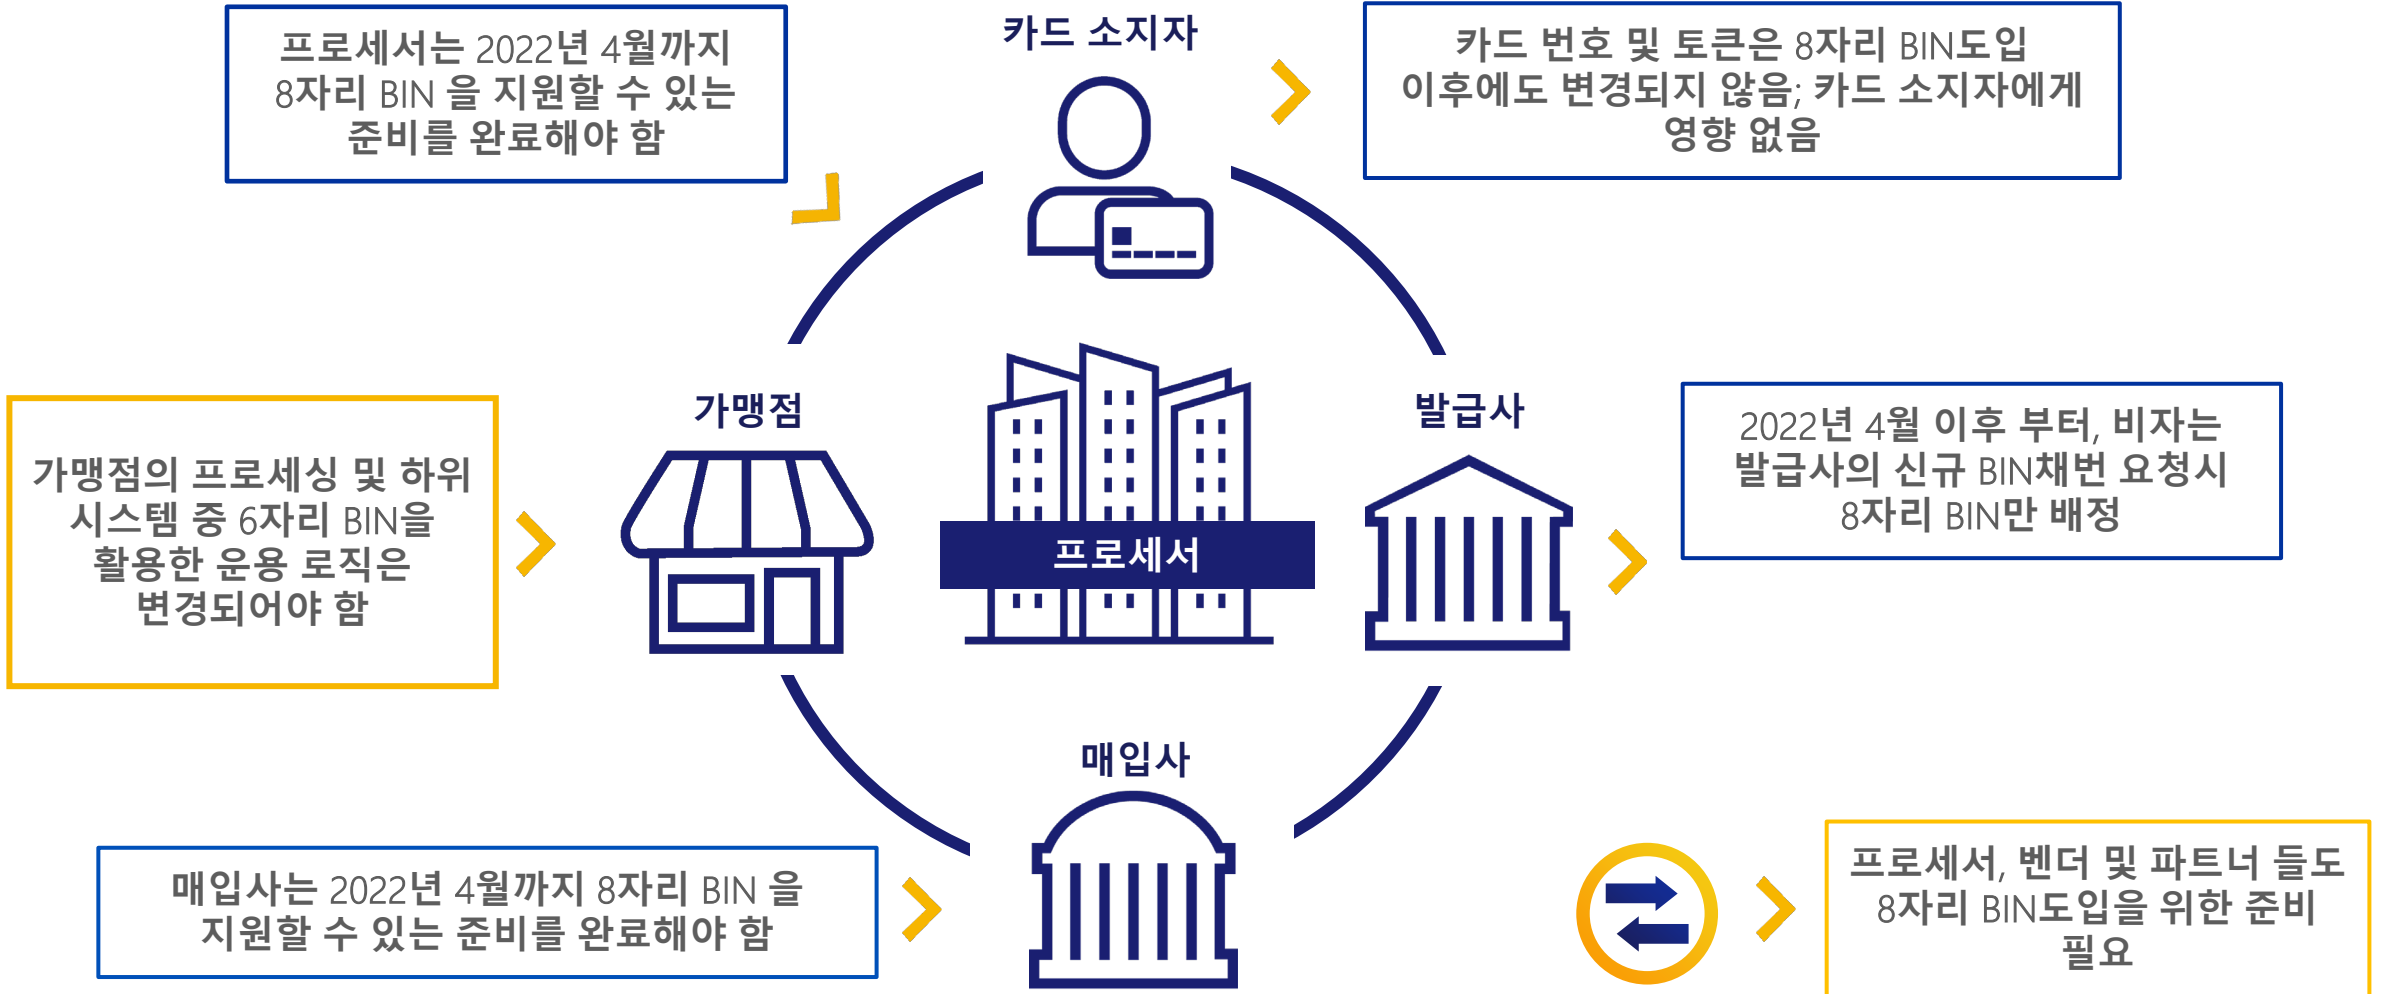 프로세서는 2022년 4월까지
8자리 BIN 을 지원할 수 있는
준비를 완료해야 함
카드 소지자
카드 번호 및 토큰은 8자리 BIN도입
이후에도 변경되지 않음; 카드 소지자에게
영향 없음
가맹점의 프로세싱 및 하위
시스템 중 6자리 BIN을
활용한 운용 로직은
변경되어야 함
가맹점
프로세서
발급사
2022년 4월 이후 부터, 비자는
발급사의 신규 BIN채번 요청시
8자리 BIN만 배정
매입사
매입사는 2022년 4월까지 8자리 BIN 을
지원할 수 있는 준비를 완료해야 함
프로세서, 벤더 및 파트너 들도
8자리 BIN도입을 위한 준비
필요